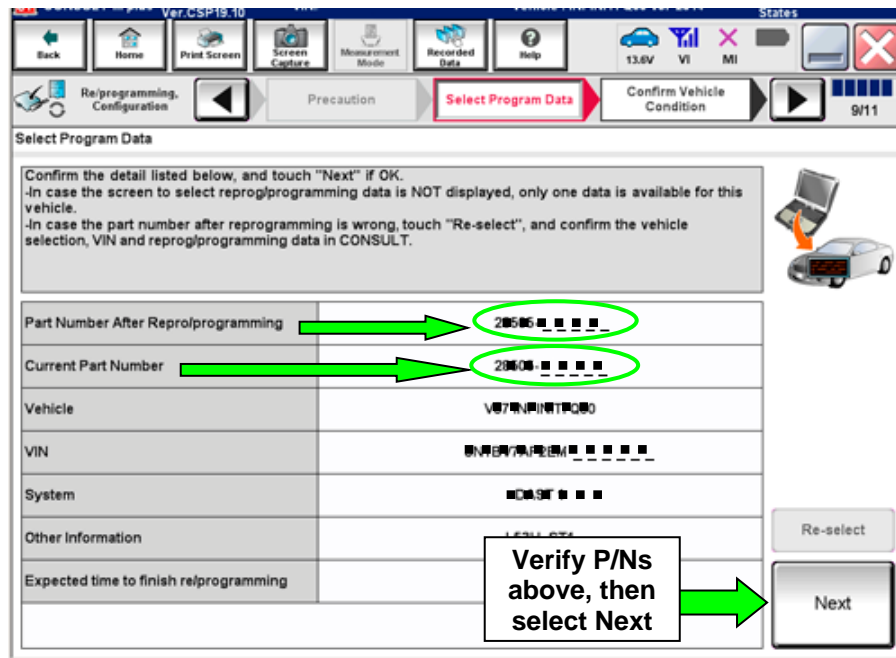 Ver.CSP19.10
States
Back
Home
Print Screen
Screen
Capture
Measurement
Mode
Recorded
Data
Help
13.6V
VI
MI
Re/programming,
Configuration
Precaution
Select Program Data
Confirm Vehicle
Condition
9/11
Select Program Data
Confirm the detail listed below, and touch "Next" if OK.
-In case the screen to select reprog/programming data is NOT displayed, only one data is available for this
vehicle.
-In case the part number after reprogramming is wrong, touch "Re-select", and confirm the vehicle
selection, VIN and reprog/programming data in CONSULT.
Part Number After Repro/programming
Current Part Number
Vehicle
VIN
System
Other Information
Expected time to finish re/programming
Verify P/Ns
above, then
select Next
Re-select
Next